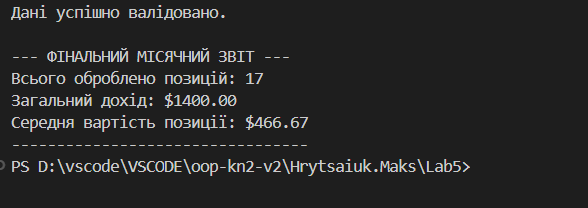 Дані успішно валідовано.
--- ФІНАЛЬНИЙ МІСЯЧНИЙ ЗВІТ ---
Всього оброблено позицій: 17
Загальний дохід: $1400.00
Середня вартість позиції: $466.67
---------------------------------
PS D:\vscode\VSCODE\oop-kn2-v2\Hrytsaiuk.Maks\Lab5>